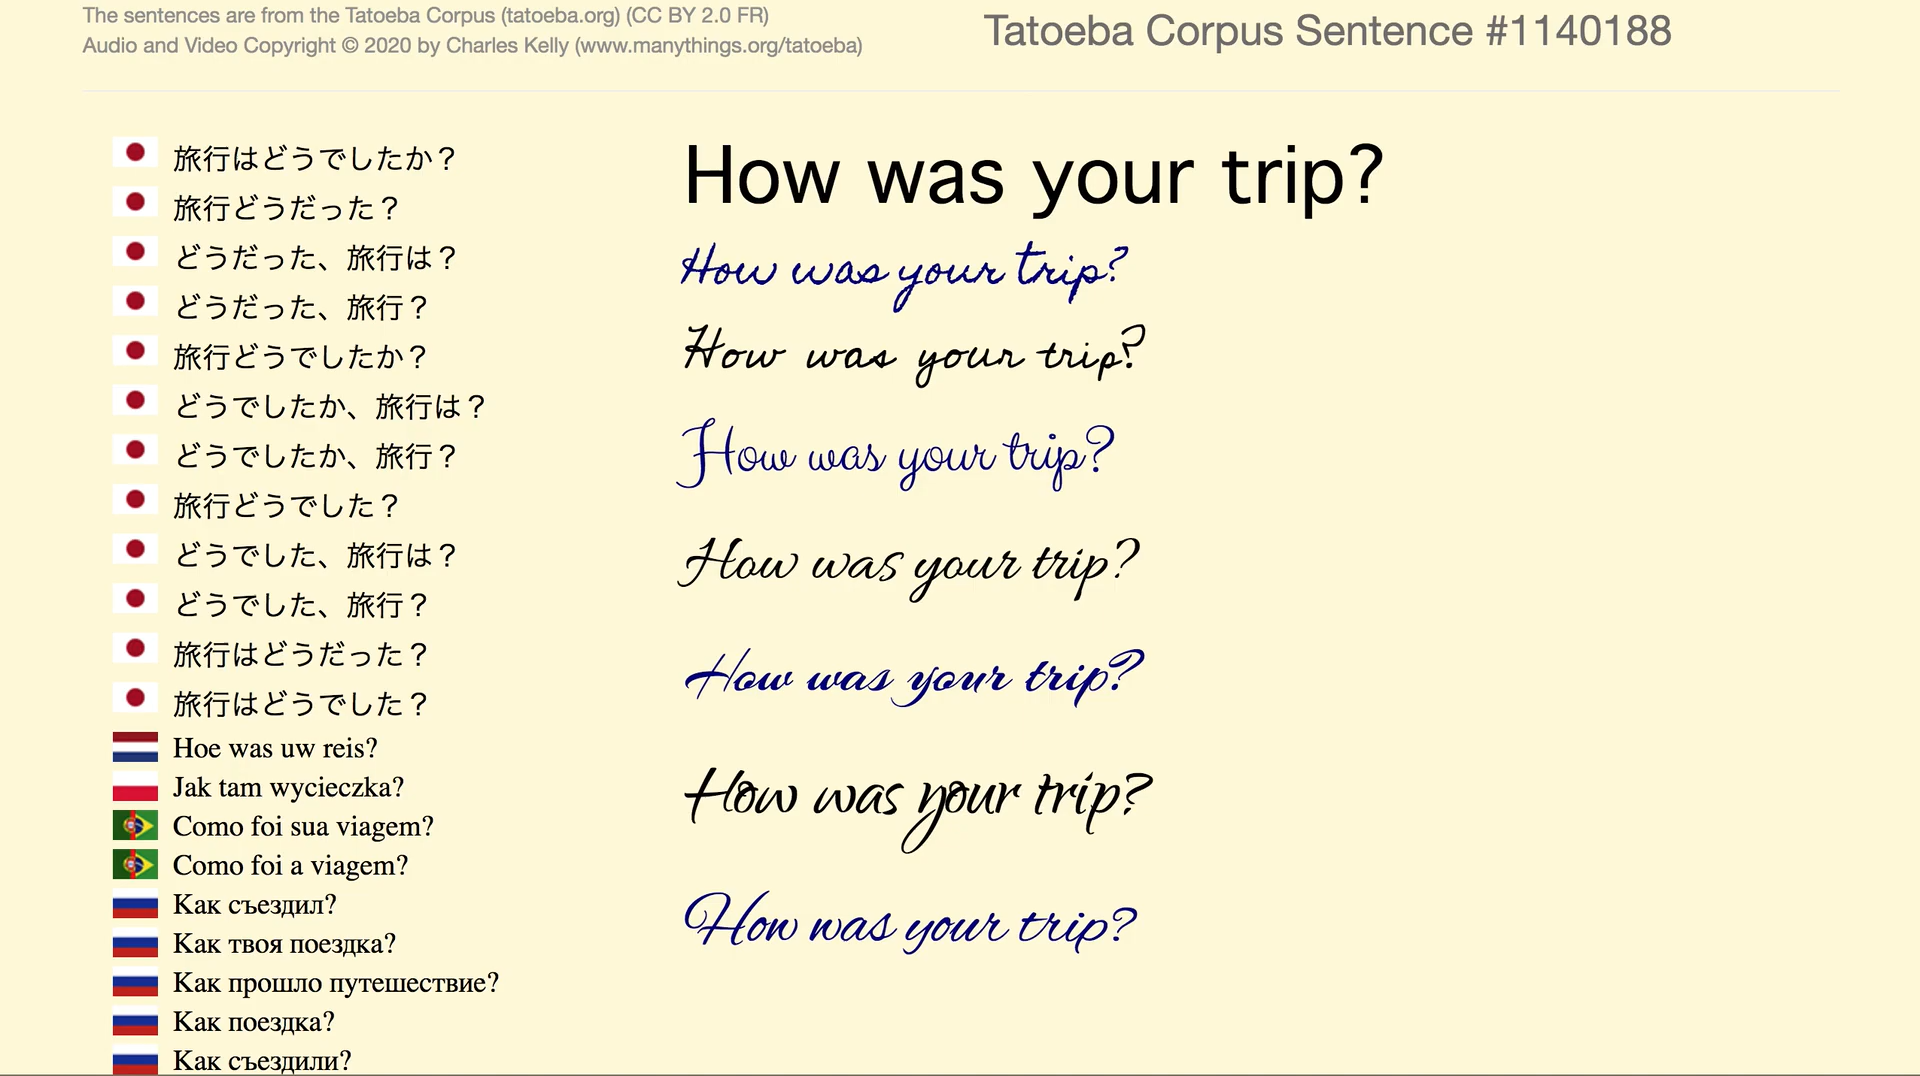 The sentences are from the Tatoeba Corpus (tatoeba.org) (CC BY 2.0 FR)
Audio and Video Copyright © 2020 by Charles Kelly (www.manythings.org/tatoeba)
Tatoeba Corpus Sentence #1140188
旅行はどうでしたか？
旅行どうだった？
どうだった、旅行は？
どうだった、旅行？
旅行どうでしたか？
どうでしたか、旅行は？
どうでしたか、旅行？
旅行どうでした？
どうでした、旅行は？
どうでした、旅行？
旅行はどうだった？
旅行はどうでした？
Hoe was uw reis?
Jak tam wycieczka?
Como foi sua viagem?
Como foi a viagem?
Как съездил?
Как твоя поездка?
Как прошло путешествие?
Как поездка?
Как съездили?
How was your trip?
How was your trip?
How was your trip?
How was your trip?
How was your trip?
How was your trip?
How was your trip?
How was your trip?